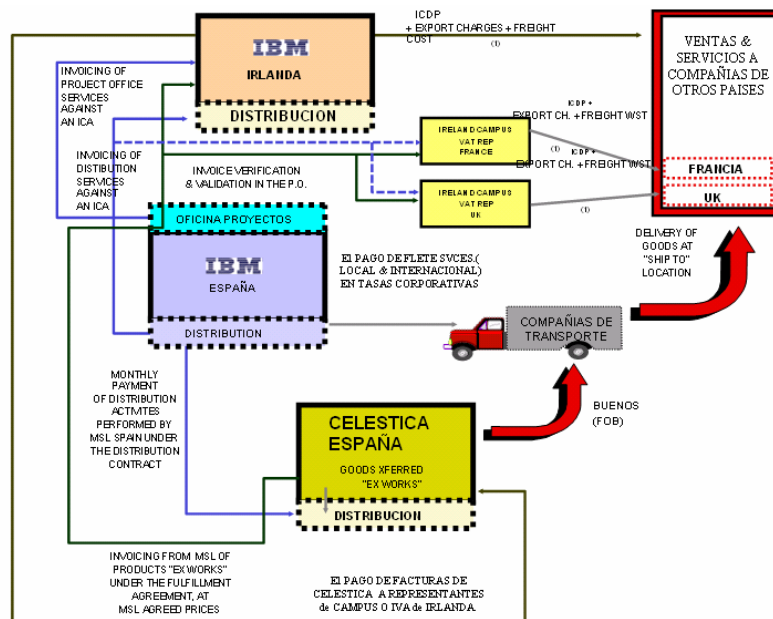 ICDP
+ EXPORT CHARGES + FREIGHT
COST
(1)
IBM
IRLANDA
DISTRIBUCION
VENTAS &
SERVICIOS A
COMPAÑIAS DE
OTROS PAISES
INVOICING OF
PROJECT OFFICE
SERVICES
AGAINST
AN ICA
IRELAND CAMPUS
VAT REP
FRANCE
ICDP +
EXPORT CH. + FREIGHT WST
(1)
ICDP +
EXPORT CH. + FREIGHT WST
INVOICING OF
DISTIBUTION
SERVICES
AGAINST
AN ICA
INVOICE VERIFICATION
& VALIDATION IN THE P.O.
FRANCIA
IRELAND CAMPUS
VAT REP
UK
(1)
UK
OFICINA PROYECTOS
IBM
ESPAÑA
DISTRIBUTION
El PAGO DE FLETE SVCES.(
LOCAL & INTERNACIONAL)
EN TASAS CORPORATIVAS
DELIVERY OF
GOODS AT
"SHIP TO"
LOCATION
COMPAÑIAS DE
TRANSPORTE
MONTHLY
PAYMENT
OF DISTRIBUTION
ACTIVITES
PERFORMED BY
MSL SPAIN UNDER
THE DISTRIBUTION
CONTRACT
BUENOS
(FOB)
CELESTICA
ESPAÑA
GOODS XFERRED
"EX WORKS"
DISTRIBUCION
INVOICING FROM MSL OF
PRODUCTS "EX WORKS"
UNDER THE FULFILLMENT
AGREEMENT, AT
MSL AGREED PRICES
El PAGO DE FACTURAS DE
CELESTICA A REPRESENTANTES
de CAMPUS O IVA de IRLANDA.